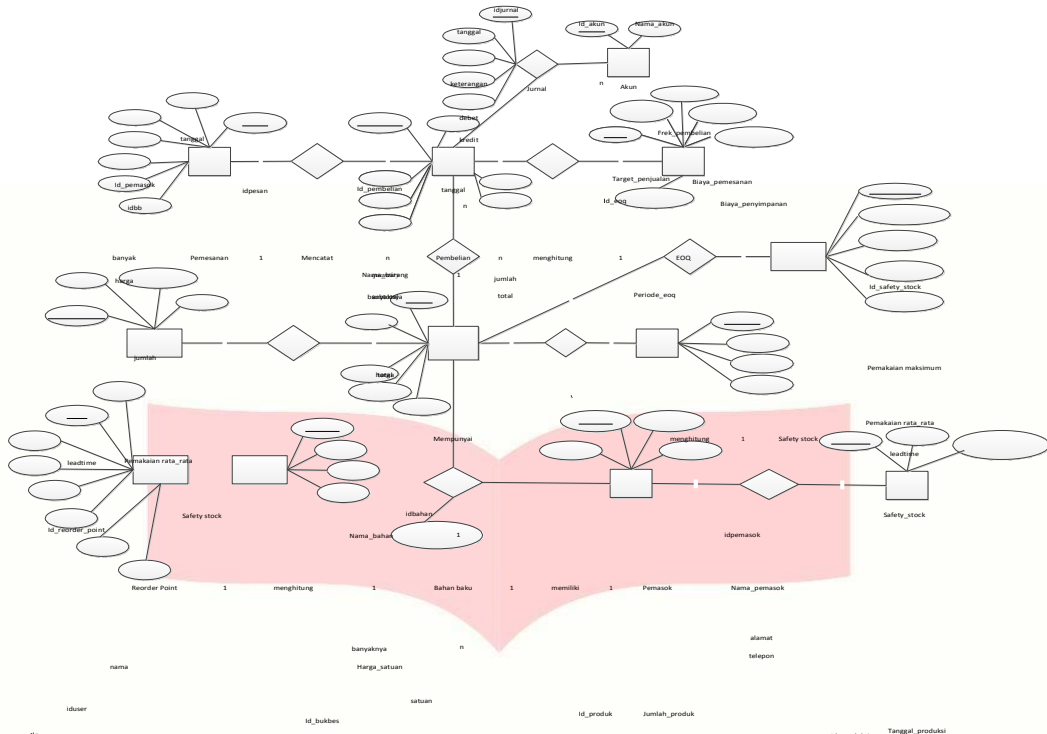 idjurnal
Id_akun
Nama_akun
tanggal
keterangan
n
Jurnal
Akun
debet
kredit
tanggal
Frek_pembelian
Id_pemasok
idpesan
Id_pembelian
tanggal
Target_penjualan
Biaya_pemesanan
idbb
n
Id_eoq
Biaya_penyimpanan
banyak
Pemesanan
1
Mencatat
n
Pembelian
n
menghitung
1
EOQ
harga
1
jumlah
Id_safety_stock
total
Periode_eoq
jumlah
Pemakaian maksimum
Pemakaian rata_rata
Mempunyai
menghitung
1
Safety stock
leadtime
leadtime
Pemakaian rata_rata
Safety stock
idbahan
Safety_stock
Id_reorder_point
Nama_bahan
1
idpemasok
Reorder Point
1
menghitung
1
Bahan baku
1
memiliki
1
Pemasok
Nama_pemasok
alamat
banyaknya
n
telepon
nama
Harga_satuan
satuan
iduser
Id_bukbes
Id_produk
Jumlah_produk
Tanggal_produksi